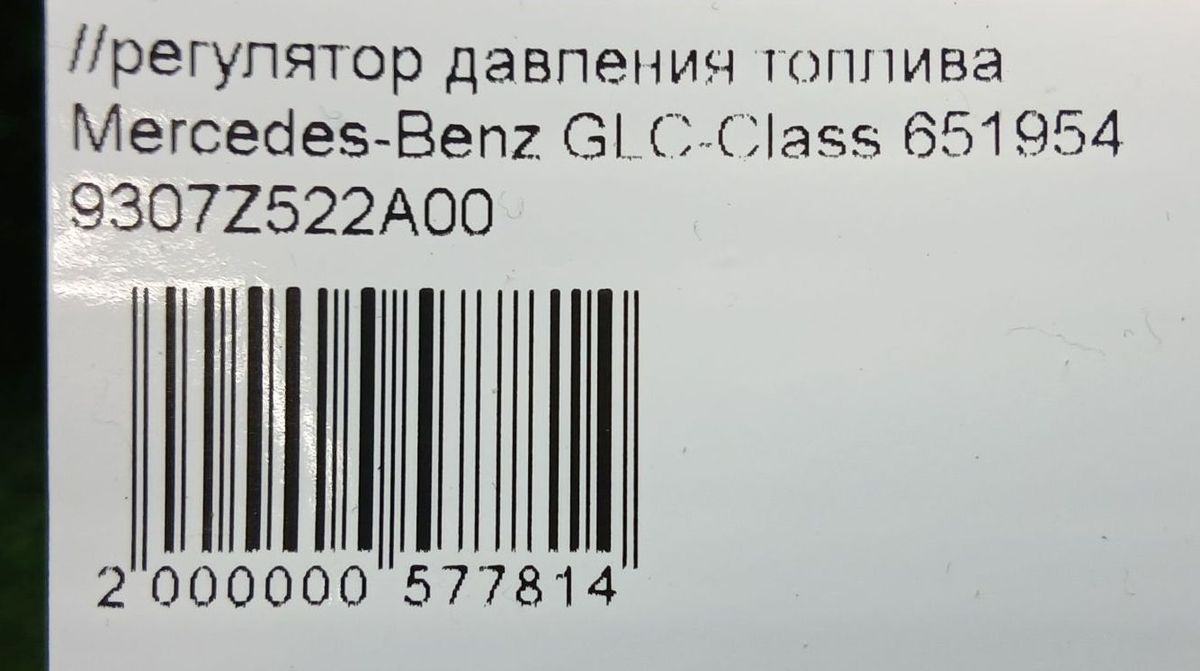 //регулятор давления топлива
Mercedes-Benz GLC-Class 651954
9307Z522A00
2 000000 577814